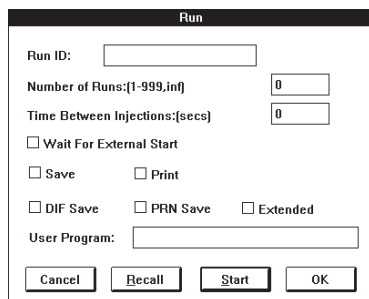 Run
Run ID:
Number of Runs:(1-999,inf) 0
Time Between Injections:(secs) 0
Wait For External Start
Save Print
DIF Save PRN Save Extended
User Program:
Cancel Recall Start OK